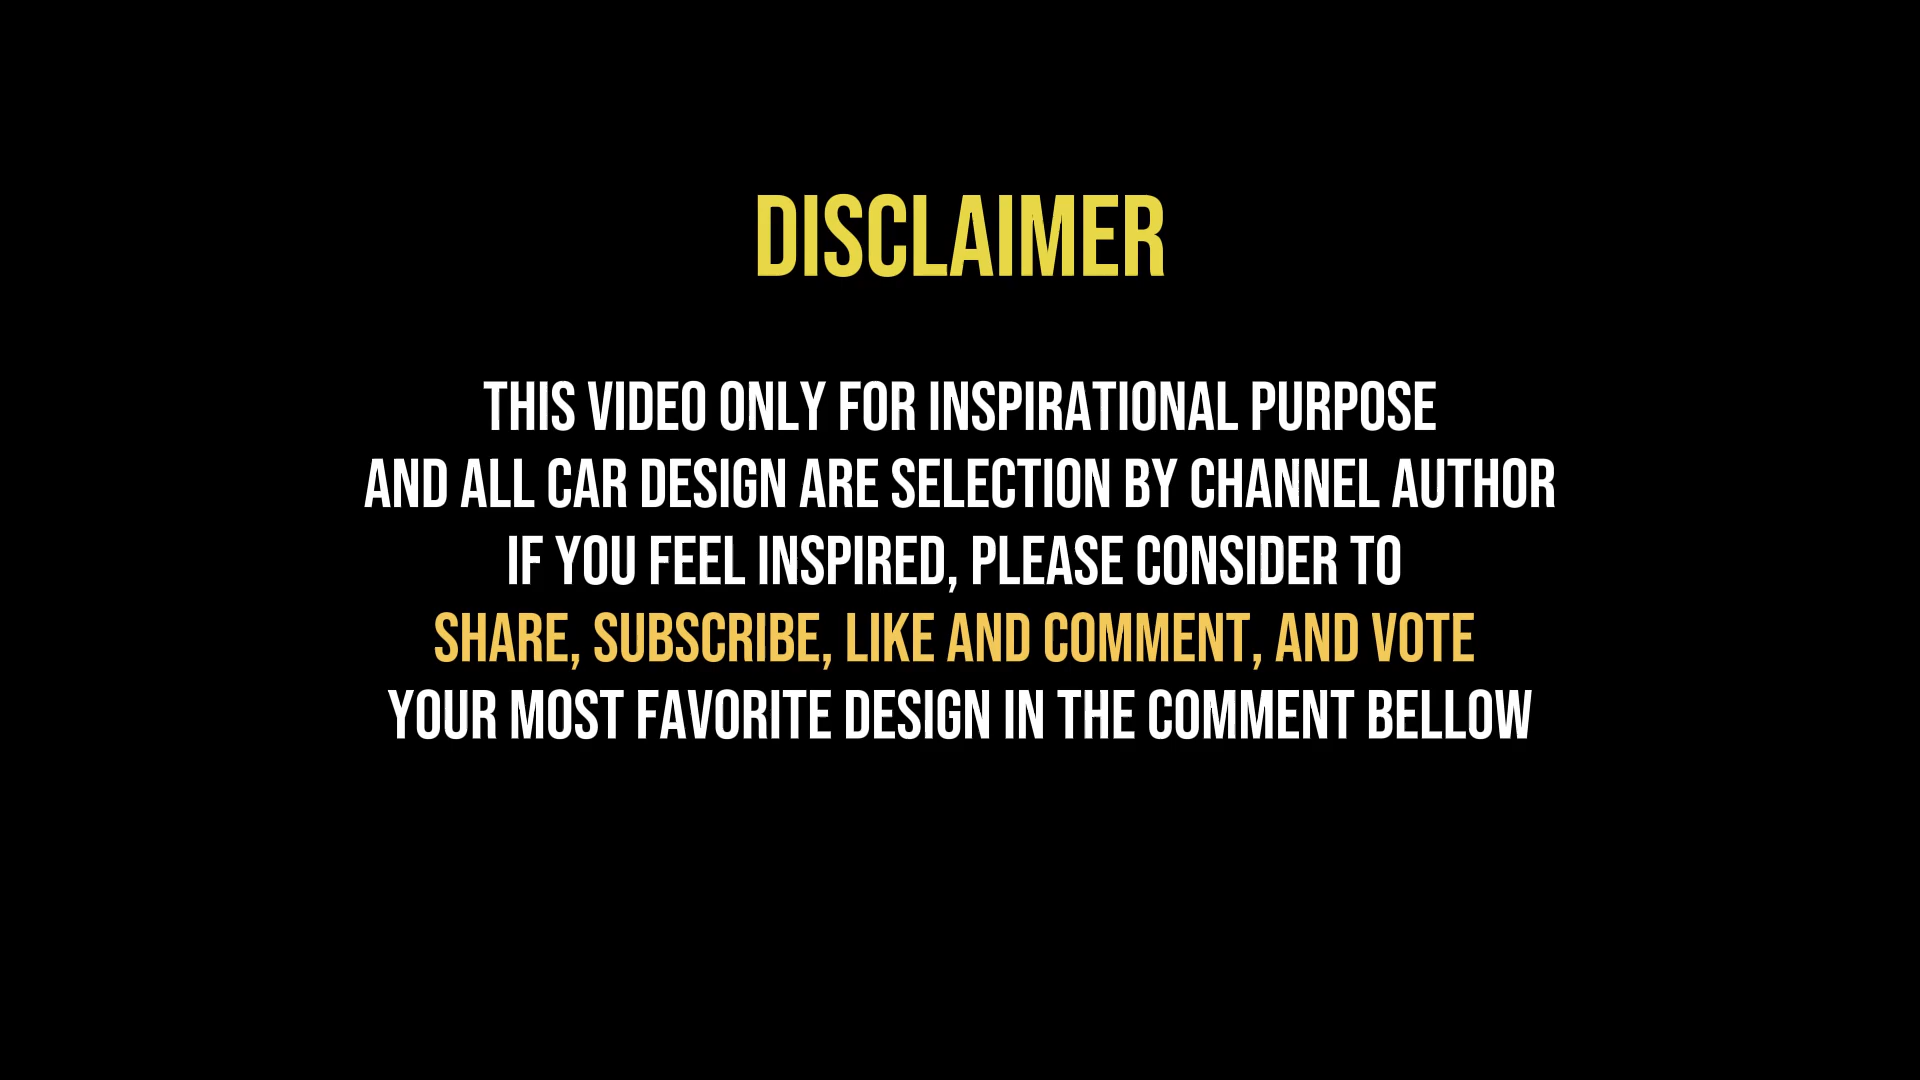 DISCLAIMER
THIS VIDEO ONLY FOR INSPIRATIONAL PURPOSE
AND ALL CAR DESIGN ARE SELECTION BY CHANNEL AUTHOR
IF YOU FEEL INSPIRED, PLEASE CONSIDER TO
SHARE, SUBSCRIBE, LIKE AND COMMENT, AND VOTE
YOUR MOST FAVORITE DESIGN IN THE COMMENT BELLOW